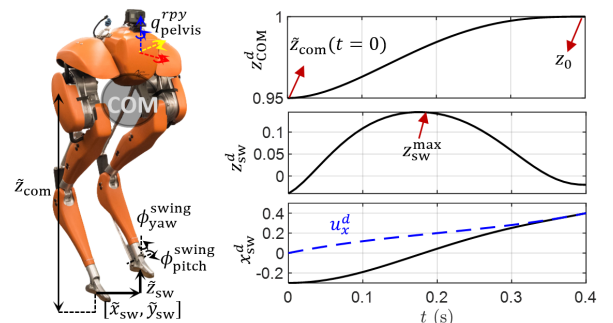 q_pelvis^rpy
COM
z̃_com
ϕ_yaw^swing
ϕ_pitch^swing
z̃_sw
[x̃_sw, ỹ_sw]
z_COM^d
1
0.95
z̃_com(t = 0)
z_0
z_sw^d
0.1
0.05
0
z_sw^max
x_sw^d
0.4
0.2
0
-0.2
u_x^d
0 0.1 0.2 0.3 0.4
t (s)